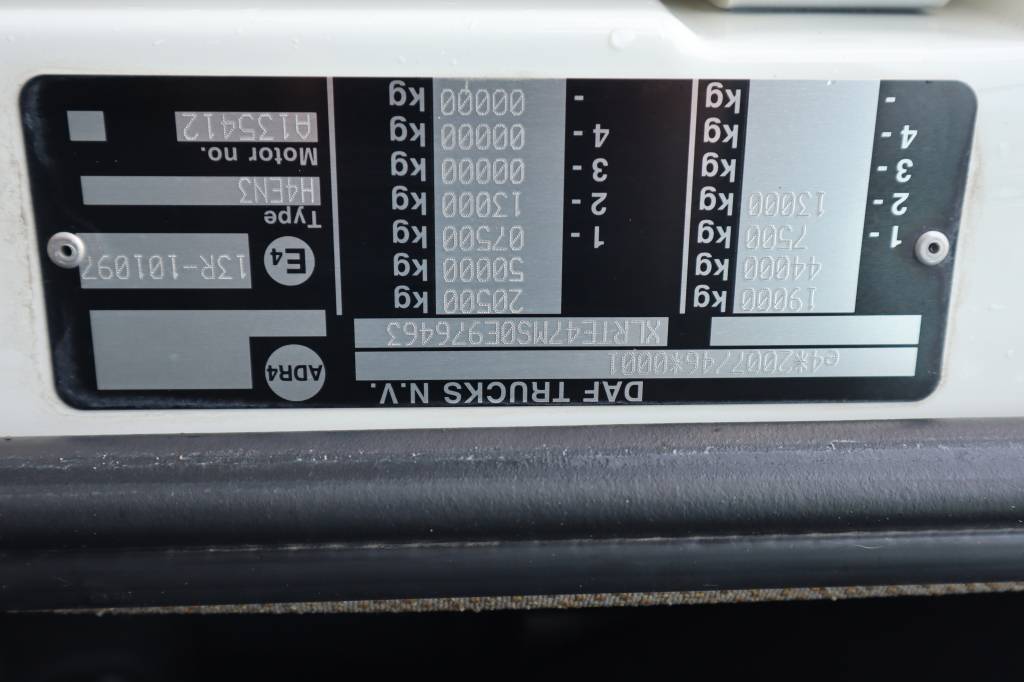 DAF TRUCKS N.V.
e4*2007/46*0001
XLRTE47MS0E976463
19000 kg
44000 kg
1 - 7500 kg
2 - 13000 kg
3 - kg
4 - kg
- kg
20500 kg
50000 kg
1 - 07500 kg
2 - 13000 kg
3 - 00000 kg
4 - 00000 kg
- 00000 kg
ADR4
E4 13R-101097
Type
H4EN3
Motor no.
A135412